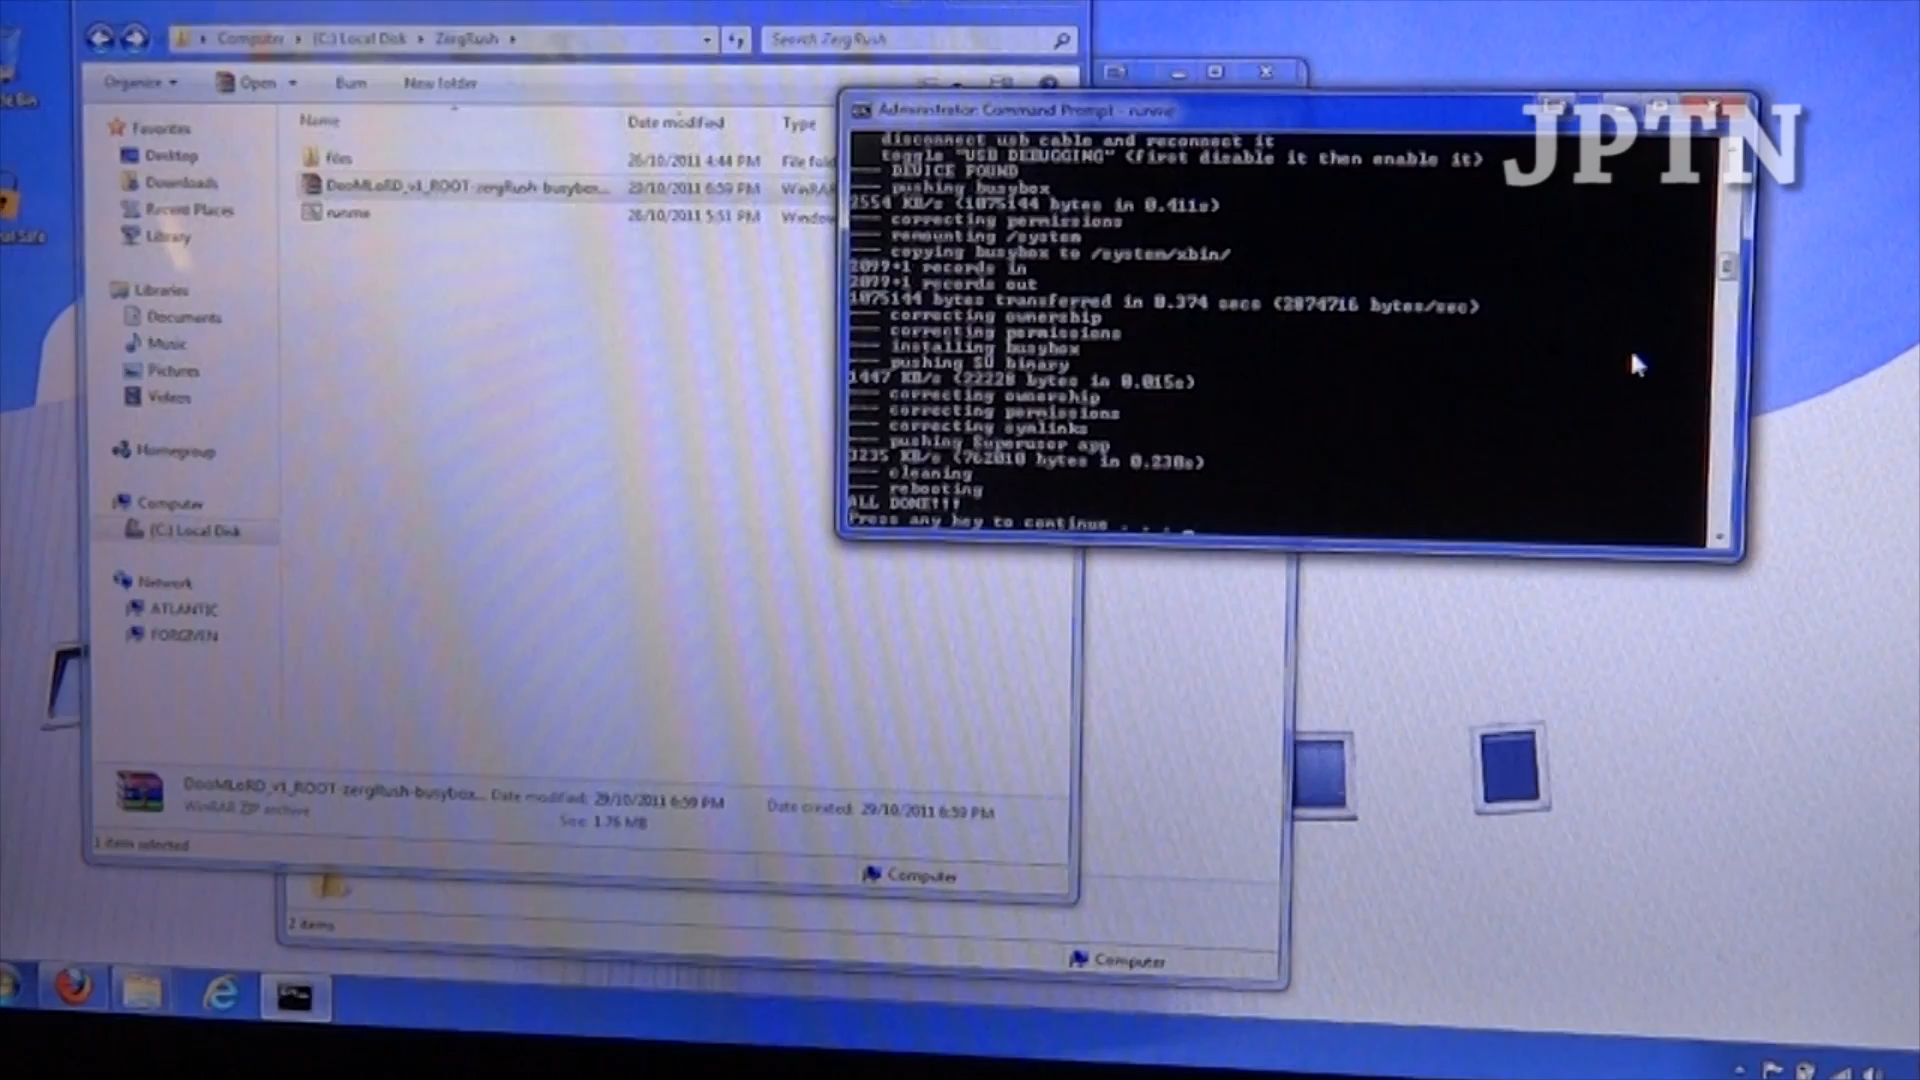 Computer ▸ (C:) Local Disk ▸ ZergRush ▸
Search ZergRush
Organize
Open
Burn
New folder
Name
Date modified
Type
Favorites
Desktop
Downloads
Recent Places
Library
Libraries
Documents
Music
Pictures
Videos
Homegroup
Computer
(C:) Local Disk
Network
ATLANTIC
FORGIVEN
files
26/10/2011 4:44 PM
File fold
DooMLoRD_v1_ROOT-zergRush-busybox...
29/10/2011 6:59 PM
WinRAR
runme
26/10/2011 5:51 PM
Window
Administrator: Command Prompt - runme
disconnect usb cable and reconnect it
toggle "USB DEBUGGING" (first disable it then enable it)
--- DEVICE FOUND
--- pushing busybox
2554 KB/s (1075144 bytes in 0.411s)
--- correcting permissions
--- remounting /system
--- copying busybox to /system/xbin/
2099+1 records in
2099+1 records out
1075144 bytes transferred in 0.374 secs (2874716 bytes/sec)
--- correcting ownership
--- correcting permissions
--- installing busybox
--- pushing SU binary
1447 KB/s (22228 bytes in 0.015s)
--- correcting ownership
--- correcting permissions
--- correcting symlinks
--- pushing Superuser app
3235 KB/s (762010 bytes in 0.230s)
--- cleaning
--- rebooting
ALL DONE!!!
Press any key to continue . . .
JPTN
DooMLoRD_v1_ROOT-zergRush-busybox...
Date modified: 29/10/2011 6:59 PM
Date created: 29/10/2011 6:59 PM
WinRAR ZIP archive
Size: 1.76 MB
1 item selected
Computer
2 items
Computer